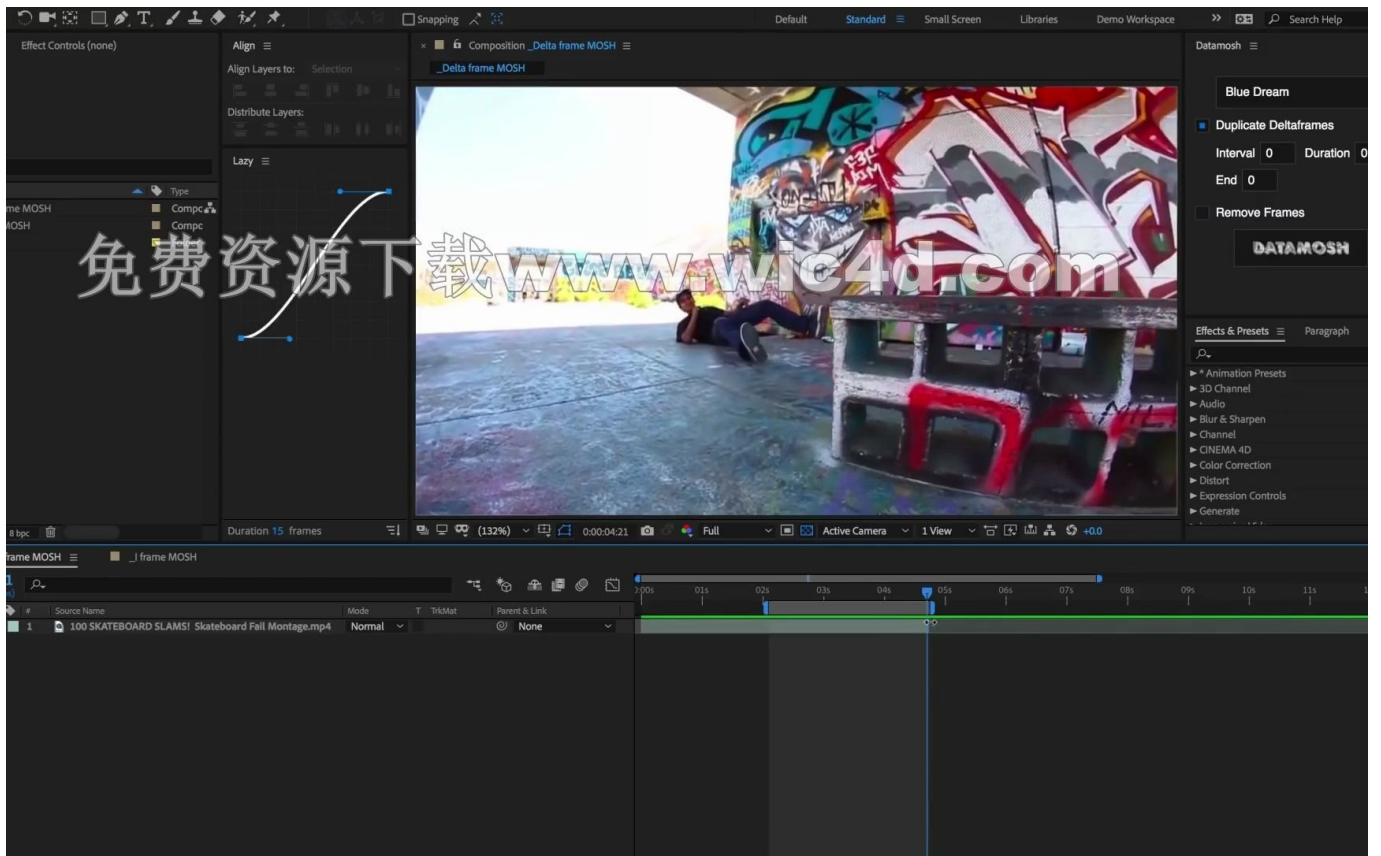 Snapping
Default
Standard
Small Screen
Libraries
Demo Workspace
Search Help
Effect Controls (none)
Align
Align Layers to: Selection
Distribute Layers:
Lazy
Duration 15 frames
Type
me MOSH
Compc
MOSH
Compc
8 bpc
Composition _Delta frame MOSH
_Delta frame MOSH
免费资源下载www.wic4d.com
(132%)
0:00:04:21
Full
Active Camera
1 View
+0.0
Datamosh
Blue Dream
Duplicate Deltaframes
Interval 0 Duration 0
End 0
Remove Frames
DATAMOSH
Effects & Presets
Paragraph
* Animation Presets
3D Channel
Audio
Blur & Sharpen
Channel
CINEMA 4D
Color Correction
Distort
Expression Controls
Generate
frame MOSH
_I frame MOSH
# Source Name Mode T TrkMat Parent & Link
1 100 SKATEBOARD SLAMS! Skateboard Fail Montage.mp4 Normal None
:00s 01s 02s 03s 04s 05s 06s 07s 08s 09s 10s 11s